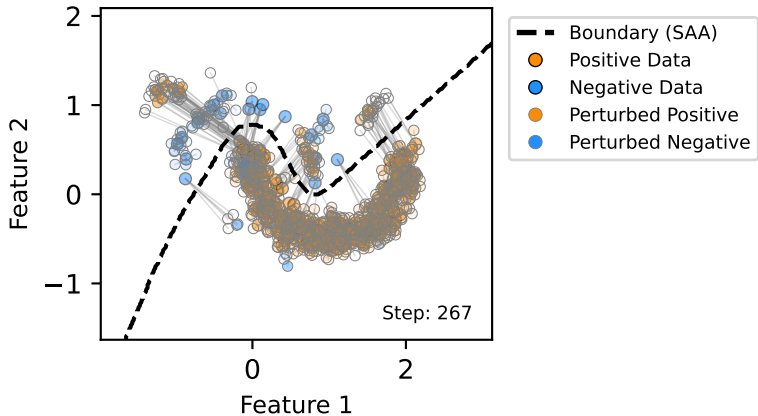 2
1
0
−1
Feature 2
0
2
Feature 1
Step: 267
Boundary (SAA)
Positive Data
Negative Data
Perturbed Positive
Perturbed Negative